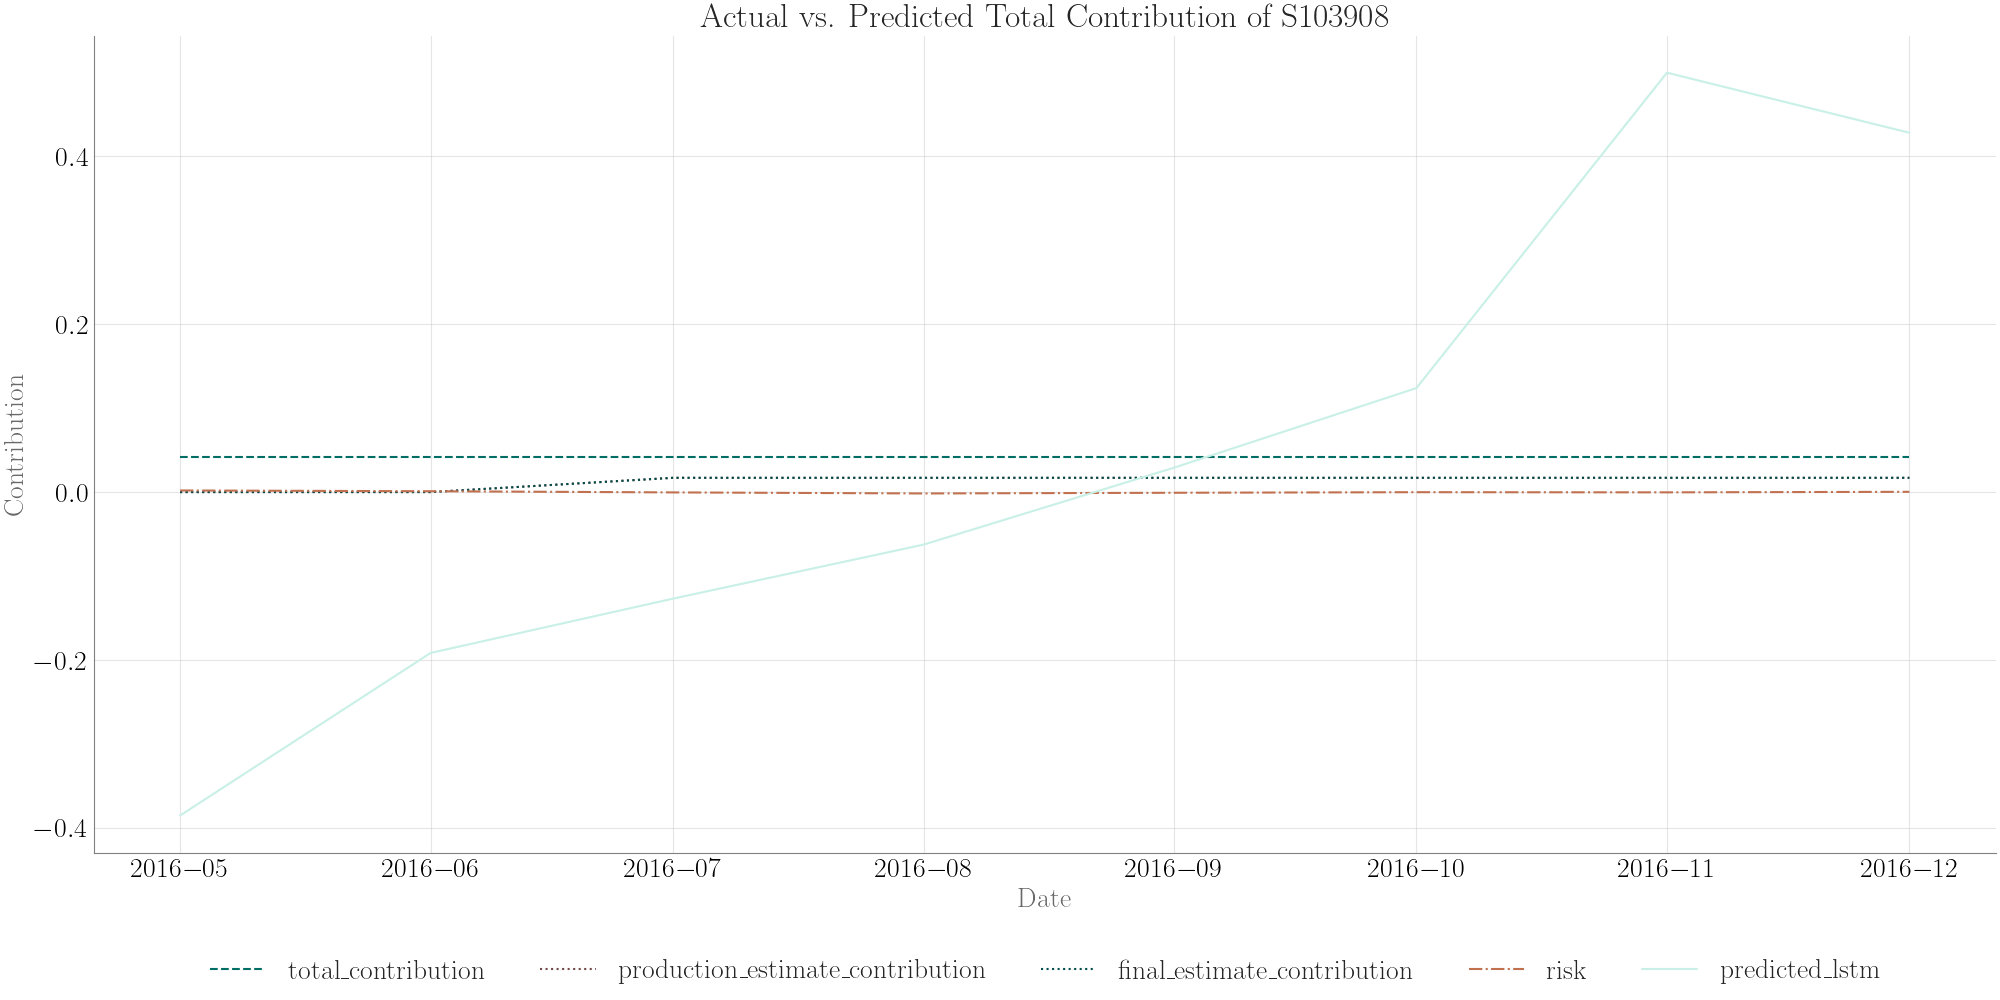 Actual vs. Predicted Total Contribution of S103908
Contribution
0.4
0.2
0.0
−0.2
−0.4
2016−05 2016−06 2016−07 2016−08 2016−09 2016−10 2016−11 2016−12
Date
total_contribution production_estimate_contribution final_estimate_contribution risk predicted_lstm